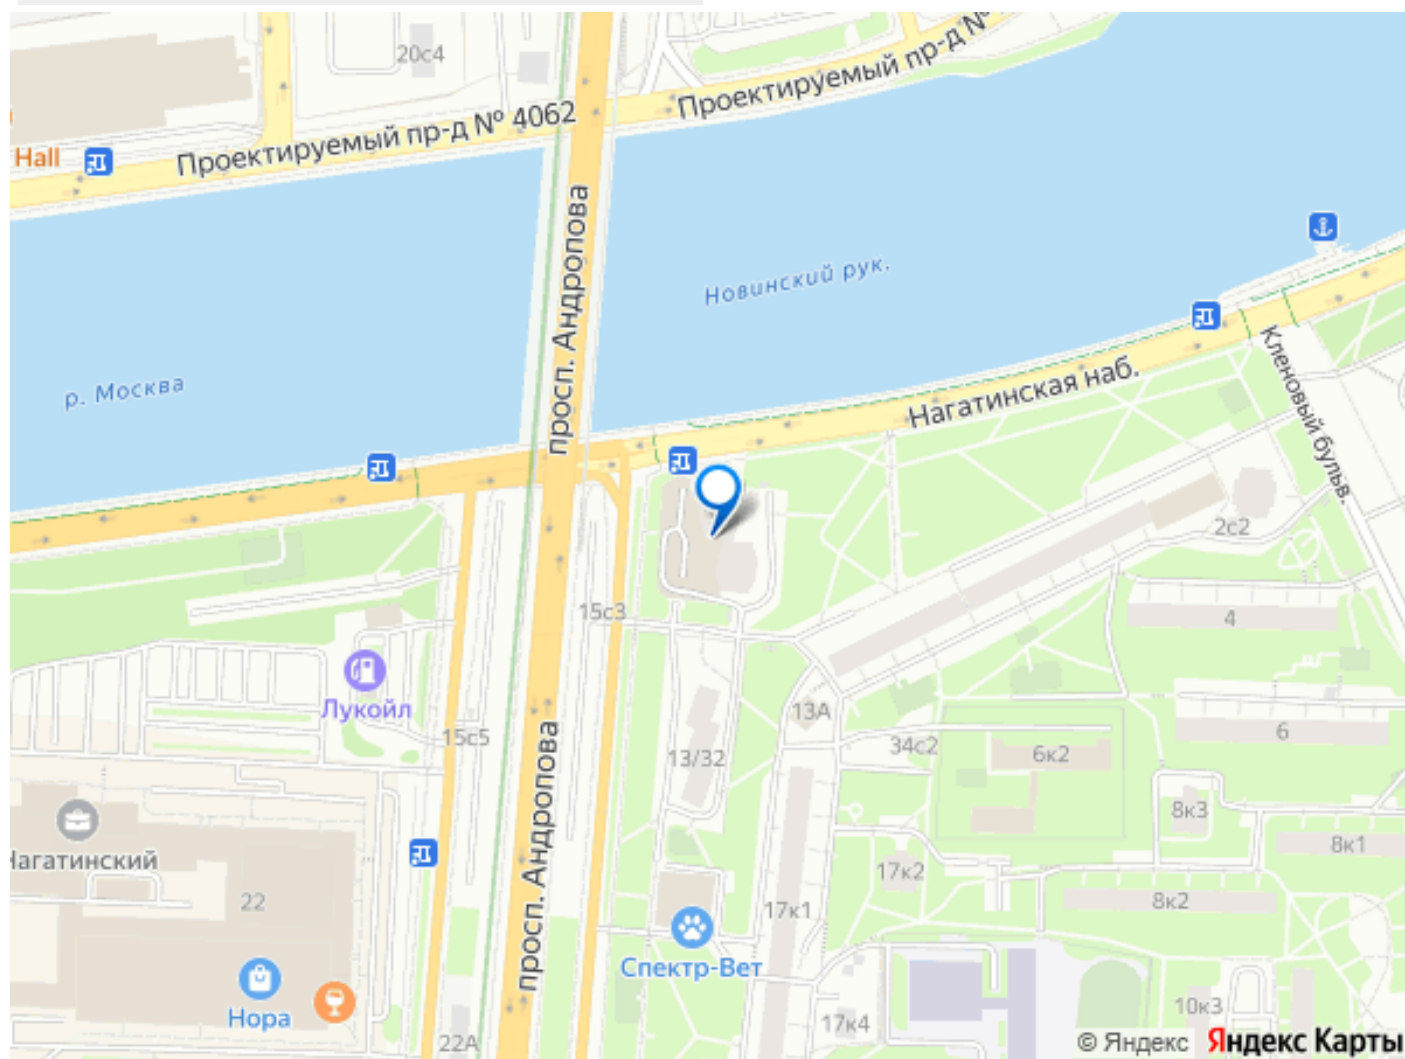 20с4
Проектируемый пр-д №
Проектируемый пр-д № 4062
Hall
просп. Андропова
Новинский рук.
р. Москва
Кленовый бульв.
Нагатинская наб.
2с2
15с3
4
Лукойл
13А
6
15с5
34с2
13/32
6к2
просп. Андропова
8к3
Нагатинский
8к1
17к2
22
8к2
17к1
Спектр-Вет
Нора
10к3
17к4
22А
© Яндекс Яндекс Карты